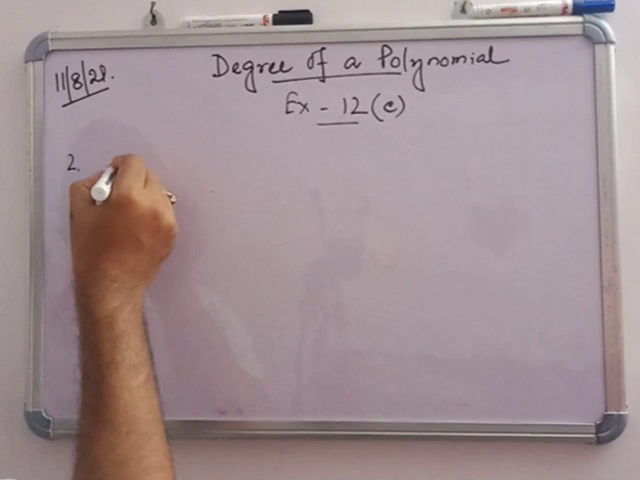 11/8/21.
Degree of a Polynomial
Ex - 12 (c)
2.